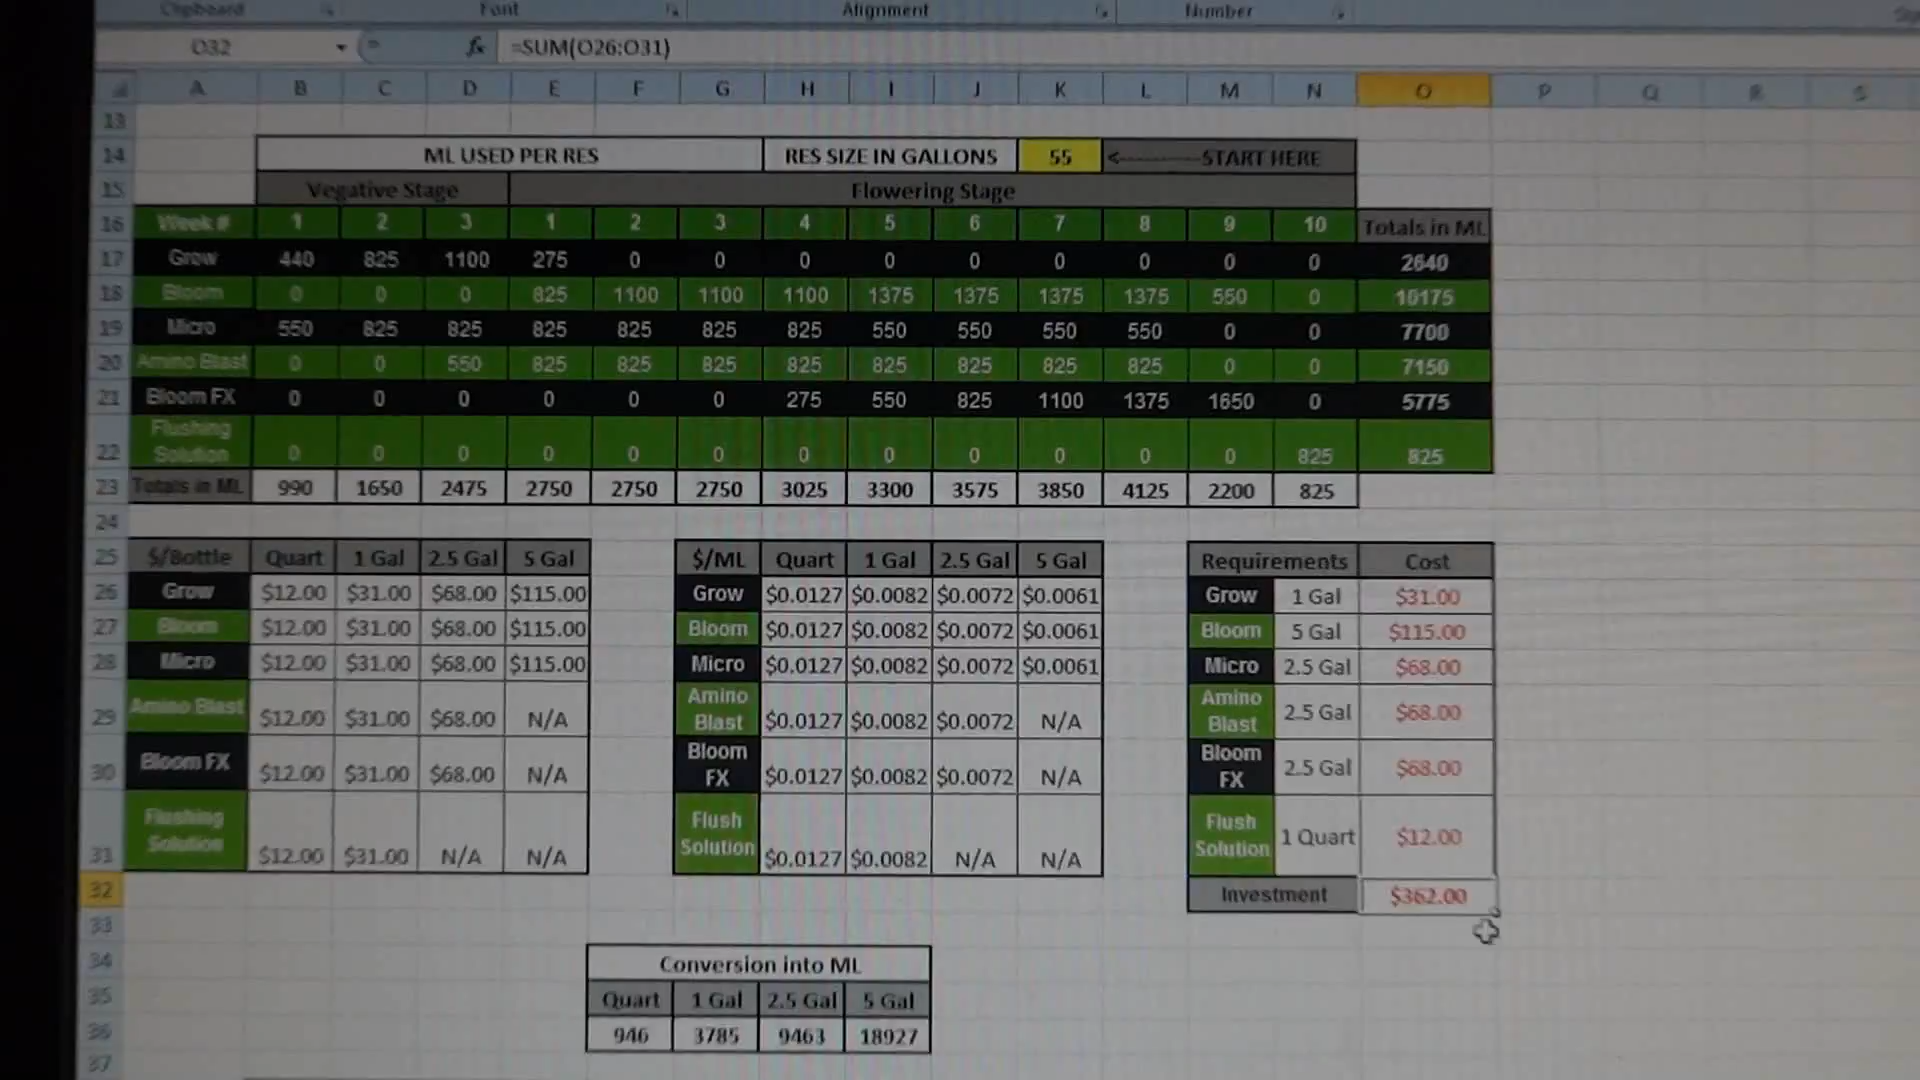 Clipboard Font Alignment Number
O32 fx =SUM(O26:O31)
A B C D E F G H I J K L M N O P Q R S
13
14 ML USED PER RES RES SIZE IN GALLONS 55 <----------START HERE
15 Vegative Stage Flowering Stage
16 Week # 1 2 3 1 2 3 4 5 6 7 8 9 10 Totals in ML
17 Grow 440 825 1100 275 0 0 0 0 0 0 0 0 0 2640
18 Bloom 0 0 0 825 1100 1100 1100 1375 1375 1375 1375 550 0 10175
19 Micro 550 825 825 825 825 825 825 550 550 550 550 0 0 7700
20 Amino Blast 0 0 550 825 825 825 825 825 825 825 825 0 0 7150
21 Bloom FX 0 0 0 0 0 0 275 550 825 1100 1375 1650 0 5775
Flushing
22 Solution 0 0 0 0 0 0 0 0 0 0 0 0 825 825
23 Totals in ML 990 1650 2475 2750 2750 2750 3025 3300 3575 3850 4125 2200 825
24
25 $/Bottle Quart 1 Gal 2.5 Gal 5 Gal $/ML Quart 1 Gal 2.5 Gal 5 Gal Requirements Cost
26 Grow $12.00 $31.00 $68.00 $115.00 Grow $0.0127 $0.0082 $0.0072 $0.0061 Grow 1 Gal $31.00
27 Bloom $12.00 $31.00 $68.00 $115.00 Bloom $0.0127 $0.0082 $0.0072 $0.0061 Bloom 5 Gal $115.00
28 Micro $12.00 $31.00 $68.00 $115.00 Micro $0.0127 $0.0082 $0.0072 $0.0061 Micro 2.5 Gal $68.00
Amino Amino
29 Amino Blast $12.00 $31.00 $68.00 N/A Blast $0.0127 $0.0082 $0.0072 N/A Blast 2.5 Gal $68.00
Bloom Bloom
30 Bloom FX $12.00 $31.00 $68.00 N/A FX $0.0127 $0.0082 $0.0072 N/A FX 2.5 Gal $68.00
Flushing Flush Flush
31 Solution $12.00 $31.00 N/A N/A Solution $0.0127 $0.0082 N/A N/A Solution 1 Quart $12.00
32 Investment $362.00
33
34 Conversion into ML
35 Quart 1 Gal 2.5 Gal 5 Gal
36 946 3785 9463 18927
37